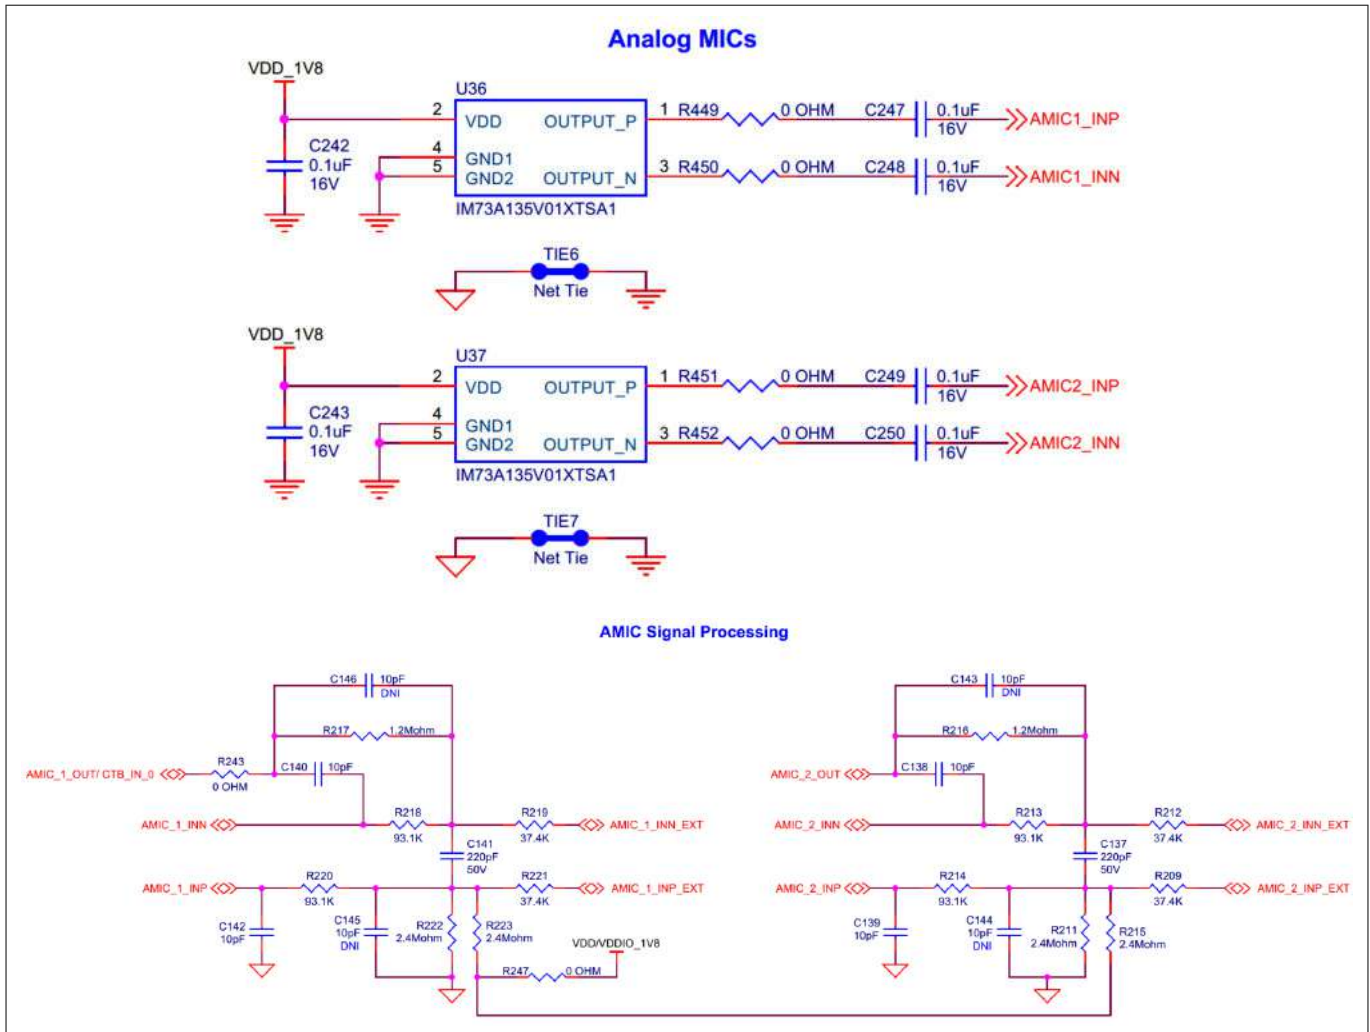 Analog MICs
VDD_1V8
C242
0.1uF
16V
U36
2 VDD OUTPUT_P 1 R449 0 OHM C247 0.1uF 16V AMIC1_INP
4 GND1
5 GND2 OUTPUT_N 3 R450 0 OHM C248 0.1uF 16V AMIC1_INN
IM73A135V01XTSA1
TIE6
Net Tie
VDD_1V8
C243
0.1uF
16V
U37
2 VDD OUTPUT_P 1 R451 0 OHM C249 0.1uF 16V AMIC2_INP
4 GND1
5 GND2 OUTPUT_N 3 R452 0 OHM C250 0.1uF 16V AMIC2_INN
IM73A135V01XTSA1
TIE7
Net Tie
AMIC Signal Processing
C146 10pF
DNI
R217 1.2Mohm
AMIC_1_OUT/ CTB_IN_0 R243 0 OHM C140 10pF
AMIC_1_INN R218 93.1K R219 37.4K AMIC_1_INN_EXT
C141
220pF
50V
AMIC_1_INP R220 93.1K R221 37.4K AMIC_1_INP_EXT
C142
10pF
C145
10pF
DNI
R222
2.4Mohm
R223
2.4Mohm
VDD/VDDIO_1V8
R247 0 OHM
C143 10pF
DNI
R216 1.2Mohm
AMIC_2_OUT C138 10pF
AMIC_2_INN R213 93.1K R212 37.4K AMIC_2_INN_EXT
C137
220pF
50V
AMIC_2_INP R214 93.1K R209 37.4K AMIC_2_INP_EXT
C139
10pF
C144
10pF
DNI
R211
2.4Mohm
R215
2.4Mohm